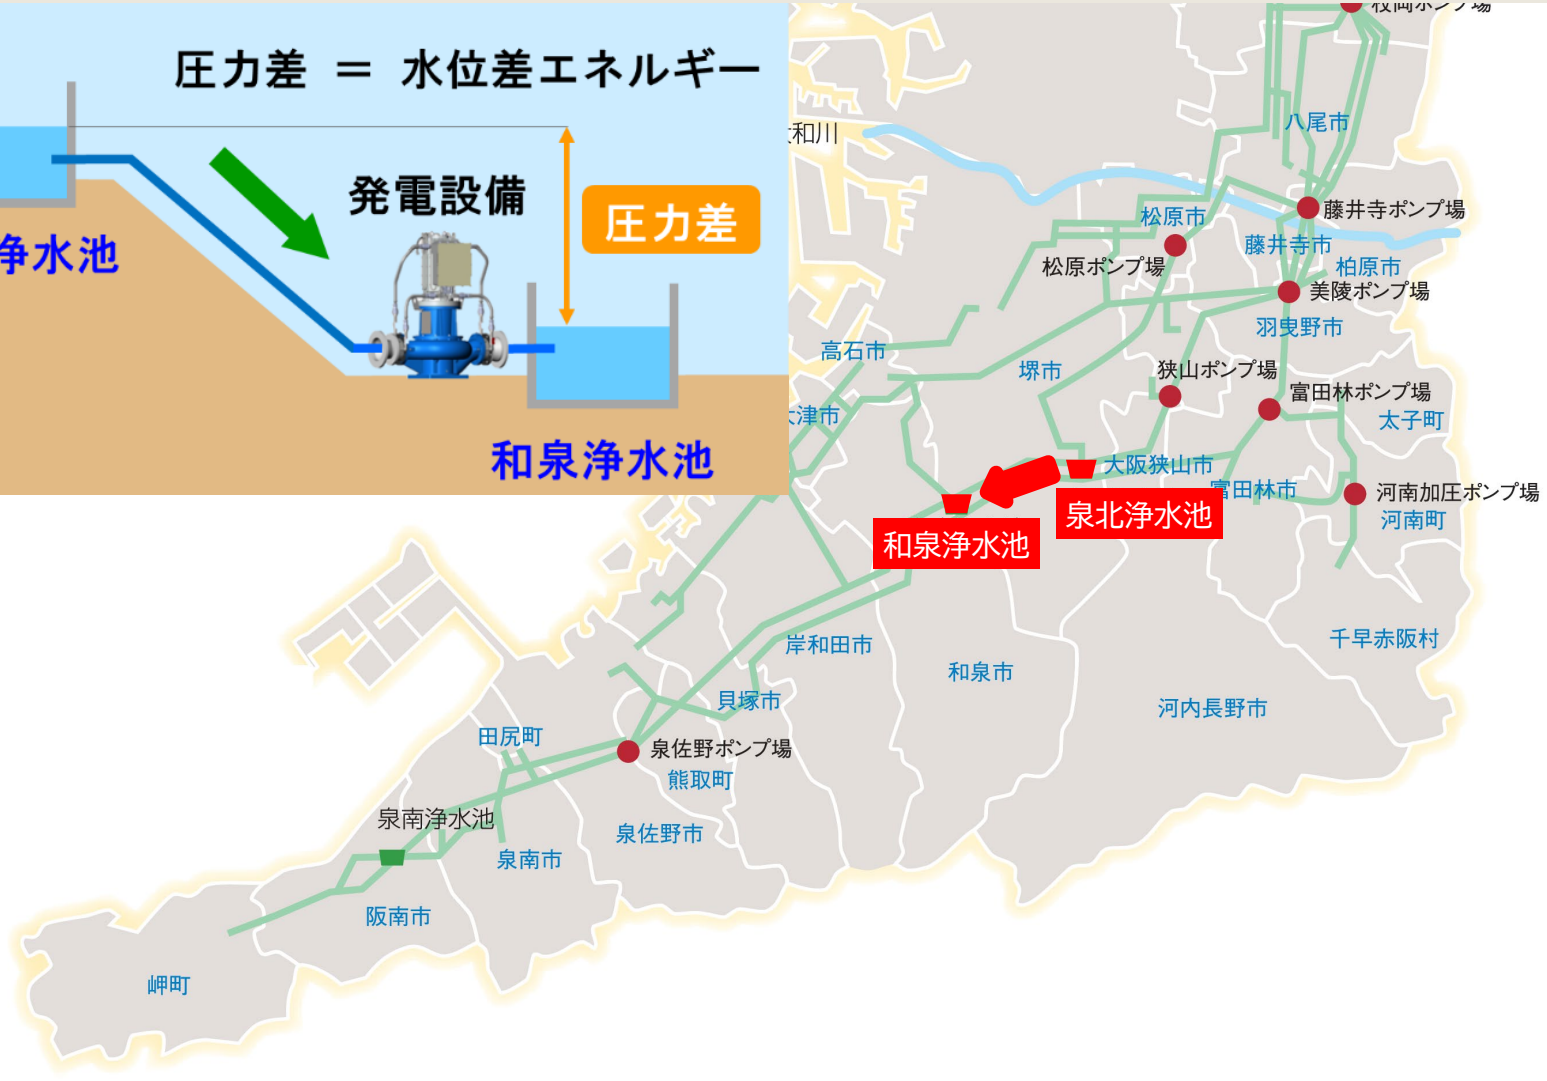 圧力差 = 水位差エネルギー
発電設備
圧力差
浄水池
和泉浄水池
枚岡ポンプ場
大和川
八尾市
藤井寺ポンプ場
松原市
藤井寺市
松原ポンプ場
柏原市
美陵ポンプ場
羽曳野市
高石市
堺市
狭山ポンプ場
富田林ポンプ場
大津市
太子町
大阪狭山市
富田林市
河南加圧ポンプ場
河南町
泉北浄水池
和泉浄水池
千早赤阪村
岸和田市
和泉市
貝塚市
河内長野市
田尻町
泉佐野ポンプ場
熊取町
泉南浄水池
泉佐野市
泉南市
阪南市
岬町